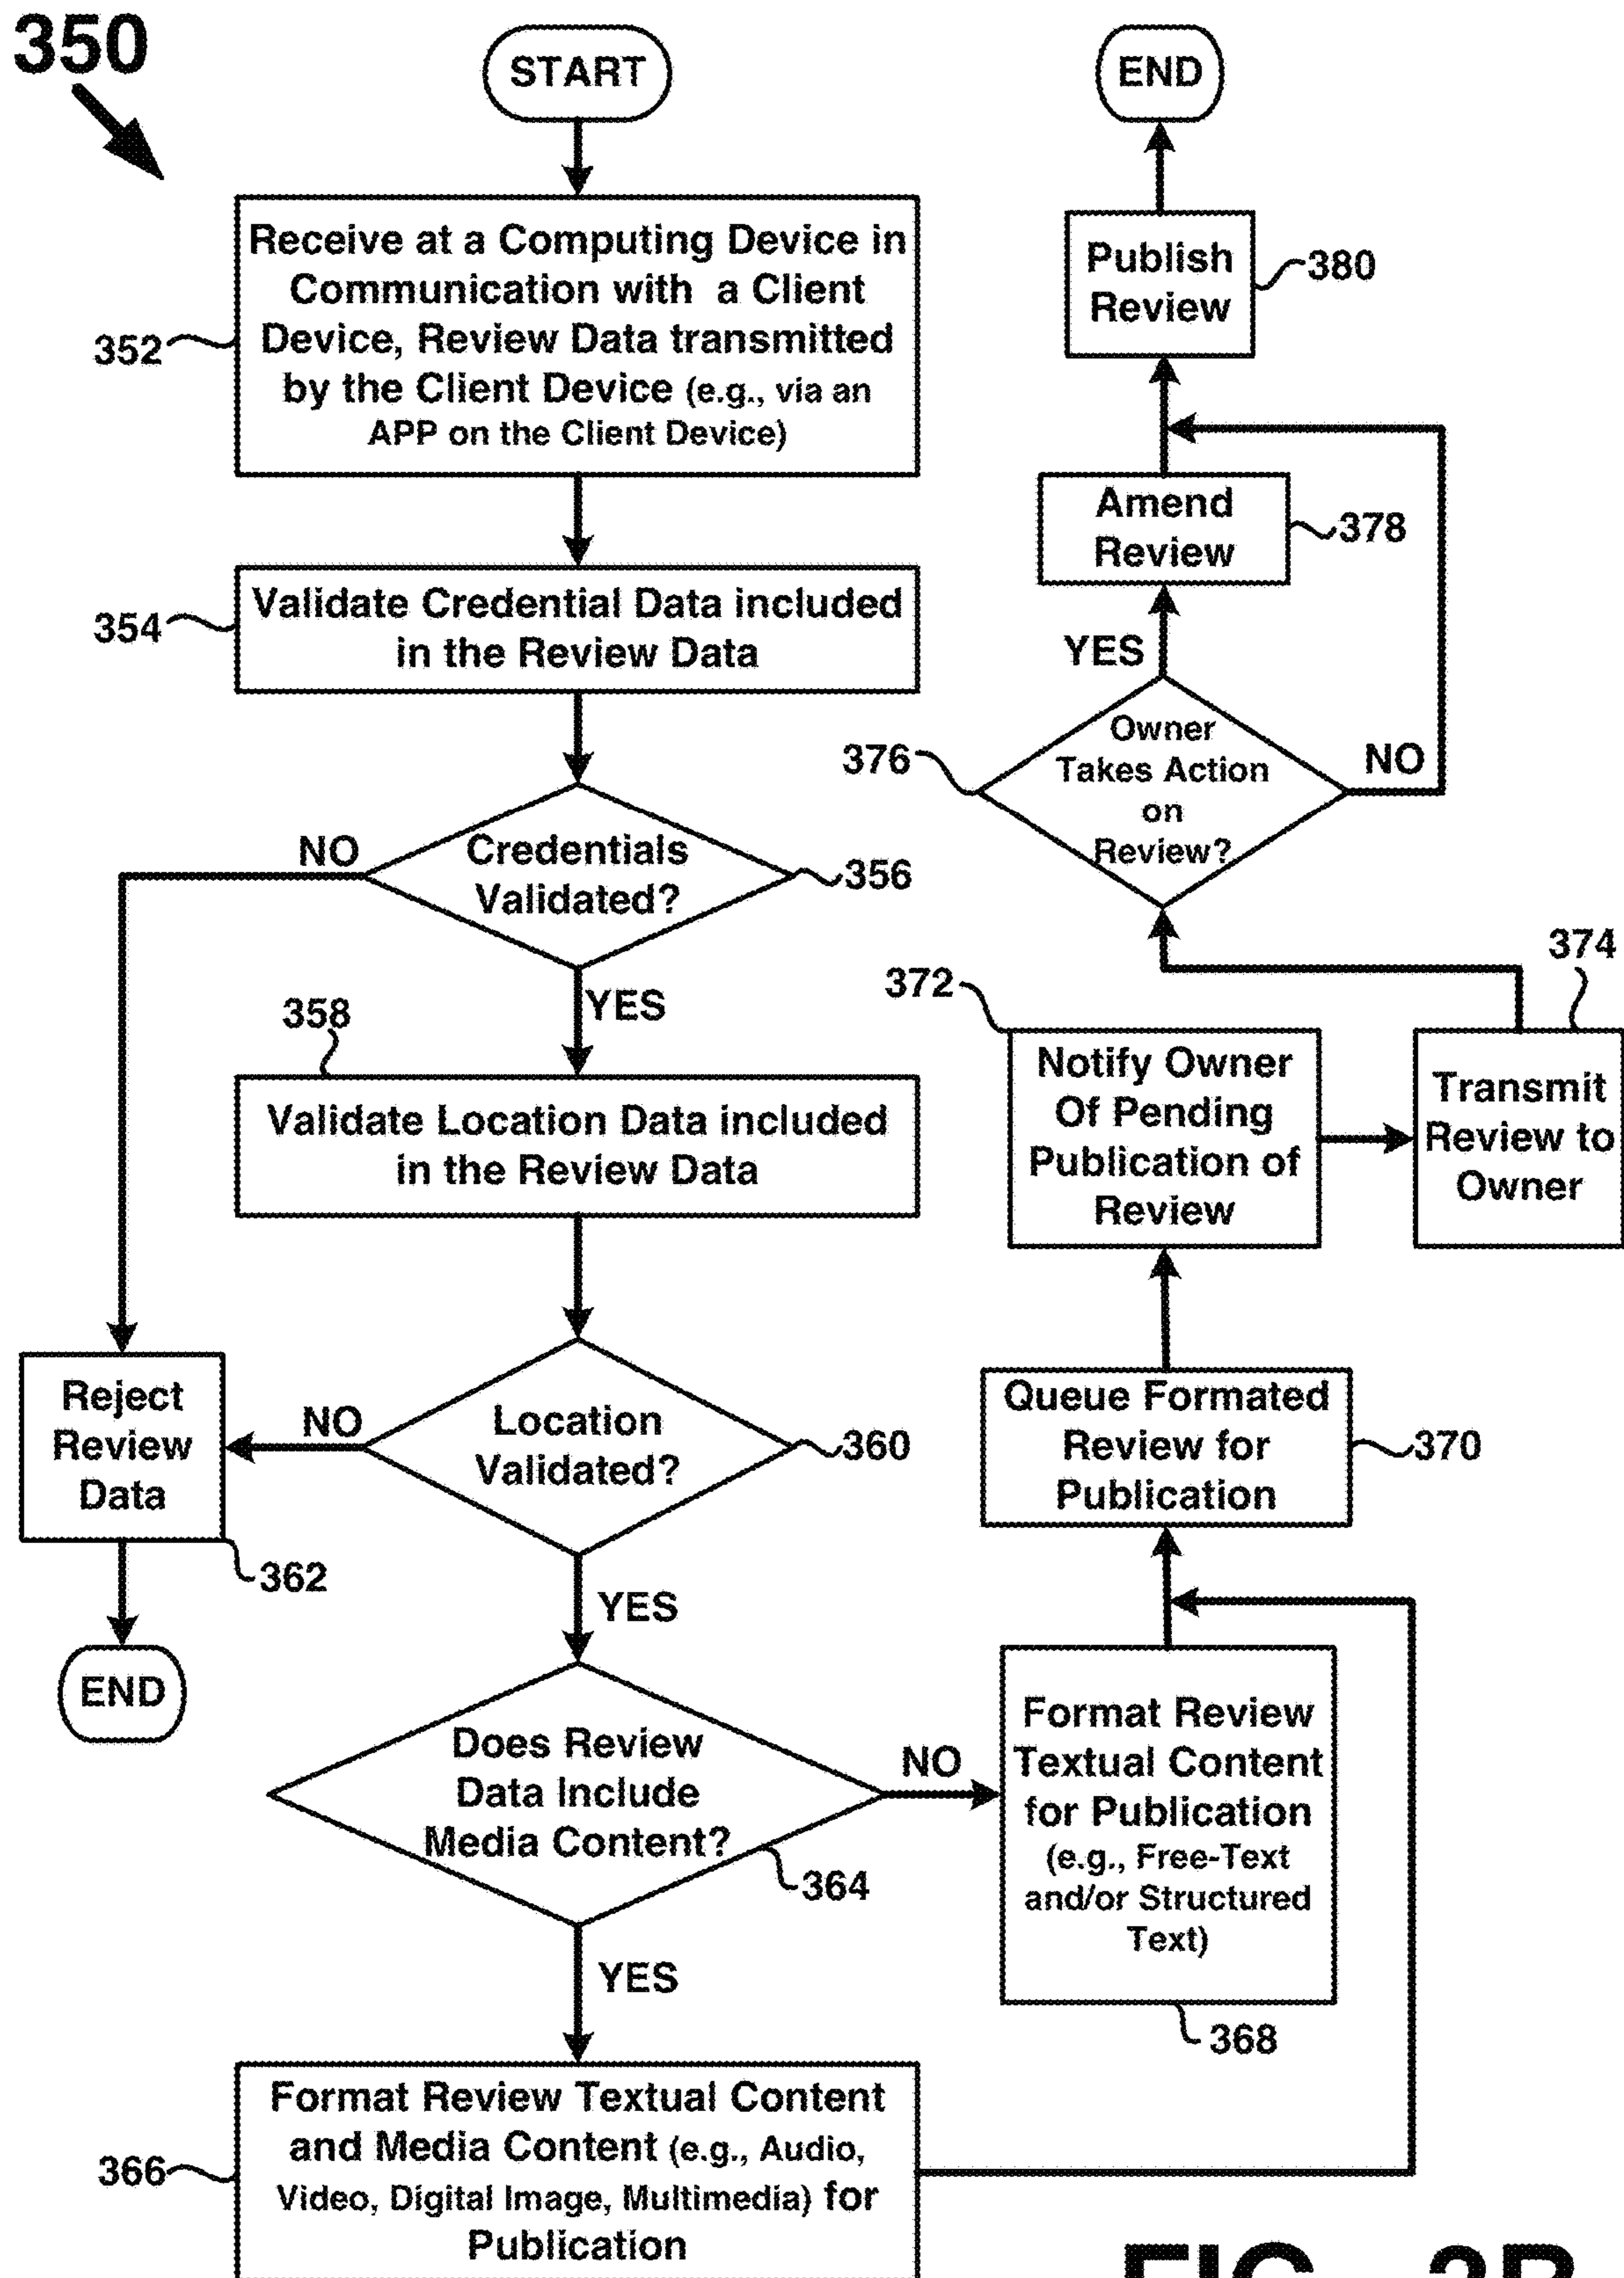 350
START
Receive at a Computing Device in
Communication with a Client
Device, Review Data transmitted
by the Client Device (e.g., via an
APP on the Client Device)
352
Validate Credential Data included
in the Review Data
354
Credentials
Validated?
356
NO
YES
358
Validate Location Data included
in the Review Data
Location
Validated?
360
NO
Reject
Review
Data
362
END
YES
Does Review
Data Include
Media Content?
364
NO
YES
Format Review Textual Content
and Media Content (e.g., Audio,
Video, Digital Image, Multimedia) for
Publication
366
Format Review
Textual Content
for Publication
(e.g., Free-Text
and/or Structured
Text)
368
Queue Formated
Review for
Publication
370
372
Notify Owner
Of Pending
Publication of
Review
374
Transmit
Review to
Owner
Owner
Takes Action
on
Review?
376
NO
YES
Amend
Review
378
Publish
Review
380
END
FIG. 3B